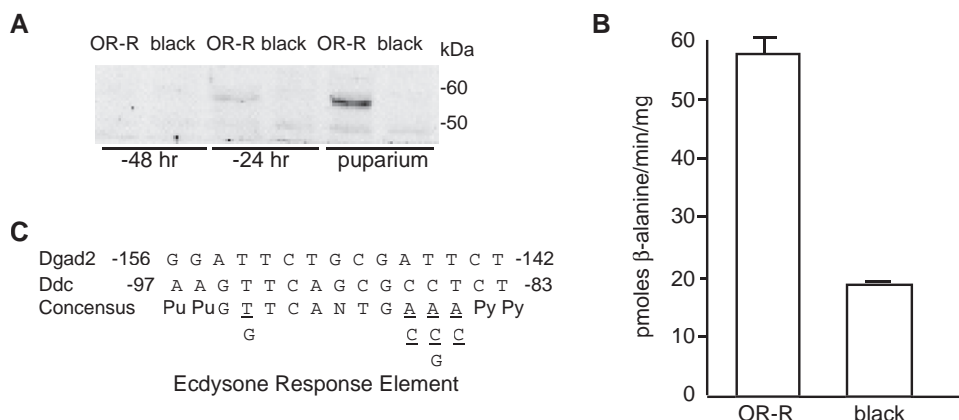 A
OR-R black OR-R black OR-R black
kDa
-60
-50
-48 hr -24 hr puparium
B
pmoles β-alanine/min/mg
60
50
40
30
20
10
0
OR-R black
C
Dgad2 -156 G G A T T C T G C G A T T C T -142
Ddc -97 A A G T T C A G C G C C T C T -83
Consensus Pu Pu G T T C A N T G A A A Py Py
G C C C
G
Ecdysone Response Element